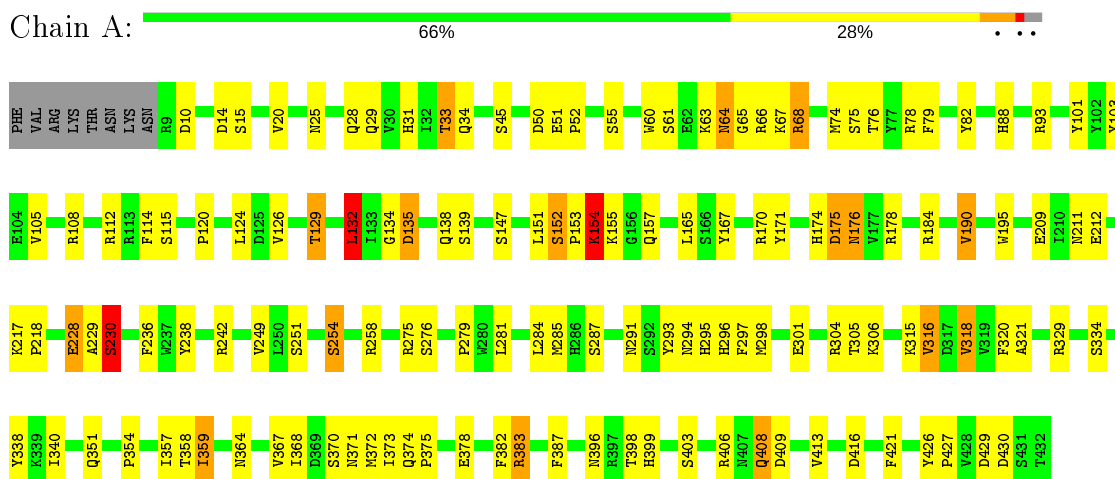 Chain A:
66% 28% • • •
PHE VAL ARG LYS THR ASN LYS ASN R9 D10 D14 S15 V20 N25 Q28 Q29 V30 H31 I32 T33 Q34 S45 D50 E51 P52 S55 W60 S61 E62 K63 N64 G65 R66 K67 R68 M74 S75 T76 Y77 R78 F79 Y82 H88 R93 Y101 Y102 Y103
E104 V105 R108 R112 R113 F114 S115 P120 L124 D125 V126 T129 L132 I133 G134 D135 Q138 S139 S147 L151 S152 P153 K154 K155 G156 Q157 L165 S166 Y167 R170 Y171 H174 D175 N176 V177 R178 R184 V190 W195 E209 I210 N211 E212
K217 P218 E228 A229 S230 F236 W237 Y238 R242 V249 L250 S251 S254 R258 R275 S276 P279 W280 L281 L284 M285 H286 S287 N291 S292 Y293 N294 H295 H296 F297 M298 E301 R304 T305 K306 K315 V316 D317 V318 V319 F320 A321 R329 S334
Y338 K339 I340 Q351 P354 I357 T358 I359 N364 V367 I368 D369 S370 N371 M372 I373 Q374 P375 E378 F382 R383 F387 N396 R397 T398 H399 S403 R406 N407 Q408 D409 V413 D416 F421 Y426 P427 V428 D429 D430 S431 T432